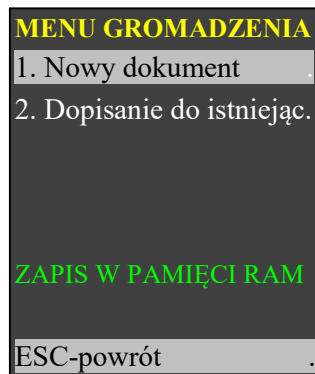 MENU GROMADZENIA
1. Nowy dokument .
2. Dopisanie do istniejąc.
ZAPIS W PAMIĘCI RAM
ESC-powrót .